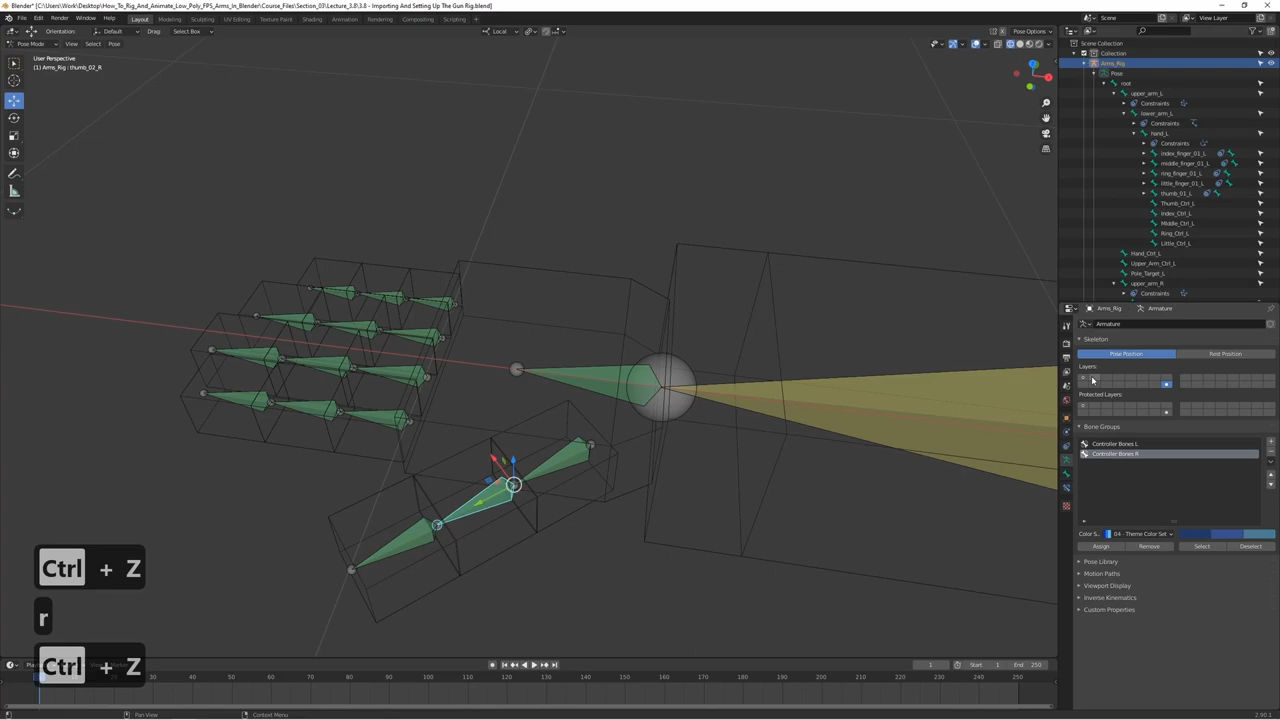 Blender* [C:\Users\Work\Desktop\How_To_Rig_And_Animate_Low_Poly_FPS_Arms_In_Blender\Course_Files\Section_03\Lecture_3.8\3.8 - Importing And Setting Up The Gun Rig.blend]
File Edit Render Window Help Layout Modeling Sculpting UV Editing Texture Paint Shading Animation Rendering Compositing Scripting Scene View Layer
Orientation: Default Drag: Select Box Local Pose Options
Pose Mode View Select Pose
User Perspective
(1) Arms_Rig : thumb_02_R
Scene Collection
Collection
Arms_Rig
Pose
root
upper_arm_L
Constraints
lower_arm_L
Constraints
hand_L
Constraints
index_finger_01_L
middle_finger_01_L
ring_finger_01_L
little_finger_01_L
thumb_01_L
Thumb_Ctrl_L
Index_Ctrl_L
Middle_Ctrl_L
Ring_Ctrl_L
Little_Ctrl_L
Hand_Ctrl_L
Upper_Arm_Ctrl_L
Pole_Target_L
upper_arm_R
Constraints
Arms_Rig Armature
Armature
Skeleton
Pose Position Rest Position
Layers:
Protected Layers:
Bone Groups
Controller Bones L
Controller Bones R
Color S.. 04 - Theme Color Set
Assign Remove Select Deselect
Pose Library
Motion Paths
Viewport Display
Inverse Kinematics
Custom Properties
Ctrl + Z
r
Ctrl + Z
1 Start 1 End 250
20 30 40 50 60 70 80 90 100 110 120 130 140 150 160 170 180 190 200 210 220 230 240 250
Pan View Context Menu 2.90.1